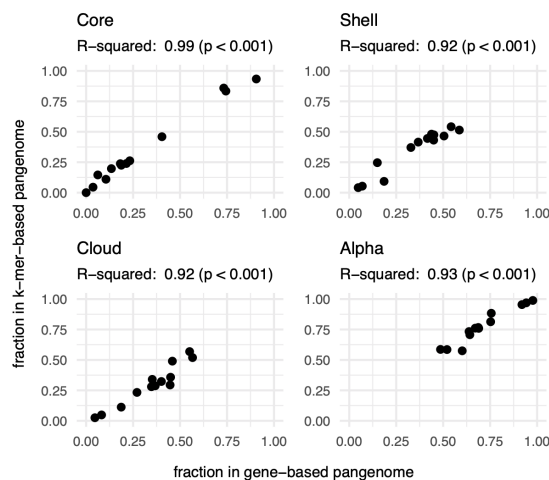 Core
R-squared: 0.99 (p < 0.001)
1.00
0.75
0.50
0.25
0.00
0.00 0.25 0.50 0.75 1.00
Shell
R-squared: 0.92 (p < 0.001)
1.00
0.75
0.50
0.25
0.00
0.00 0.25 0.50 0.75 1.00
Cloud
R-squared: 0.92 (p < 0.001)
1.00
0.75
0.50
0.25
0.00
0.00 0.25 0.50 0.75 1.00
Alpha
R-squared: 0.93 (p < 0.001)
1.00
0.75
0.50
0.25
0.00
0.00 0.25 0.50 0.75 1.00
fraction in k-mer-based pangenome
fraction in gene-based pangenome